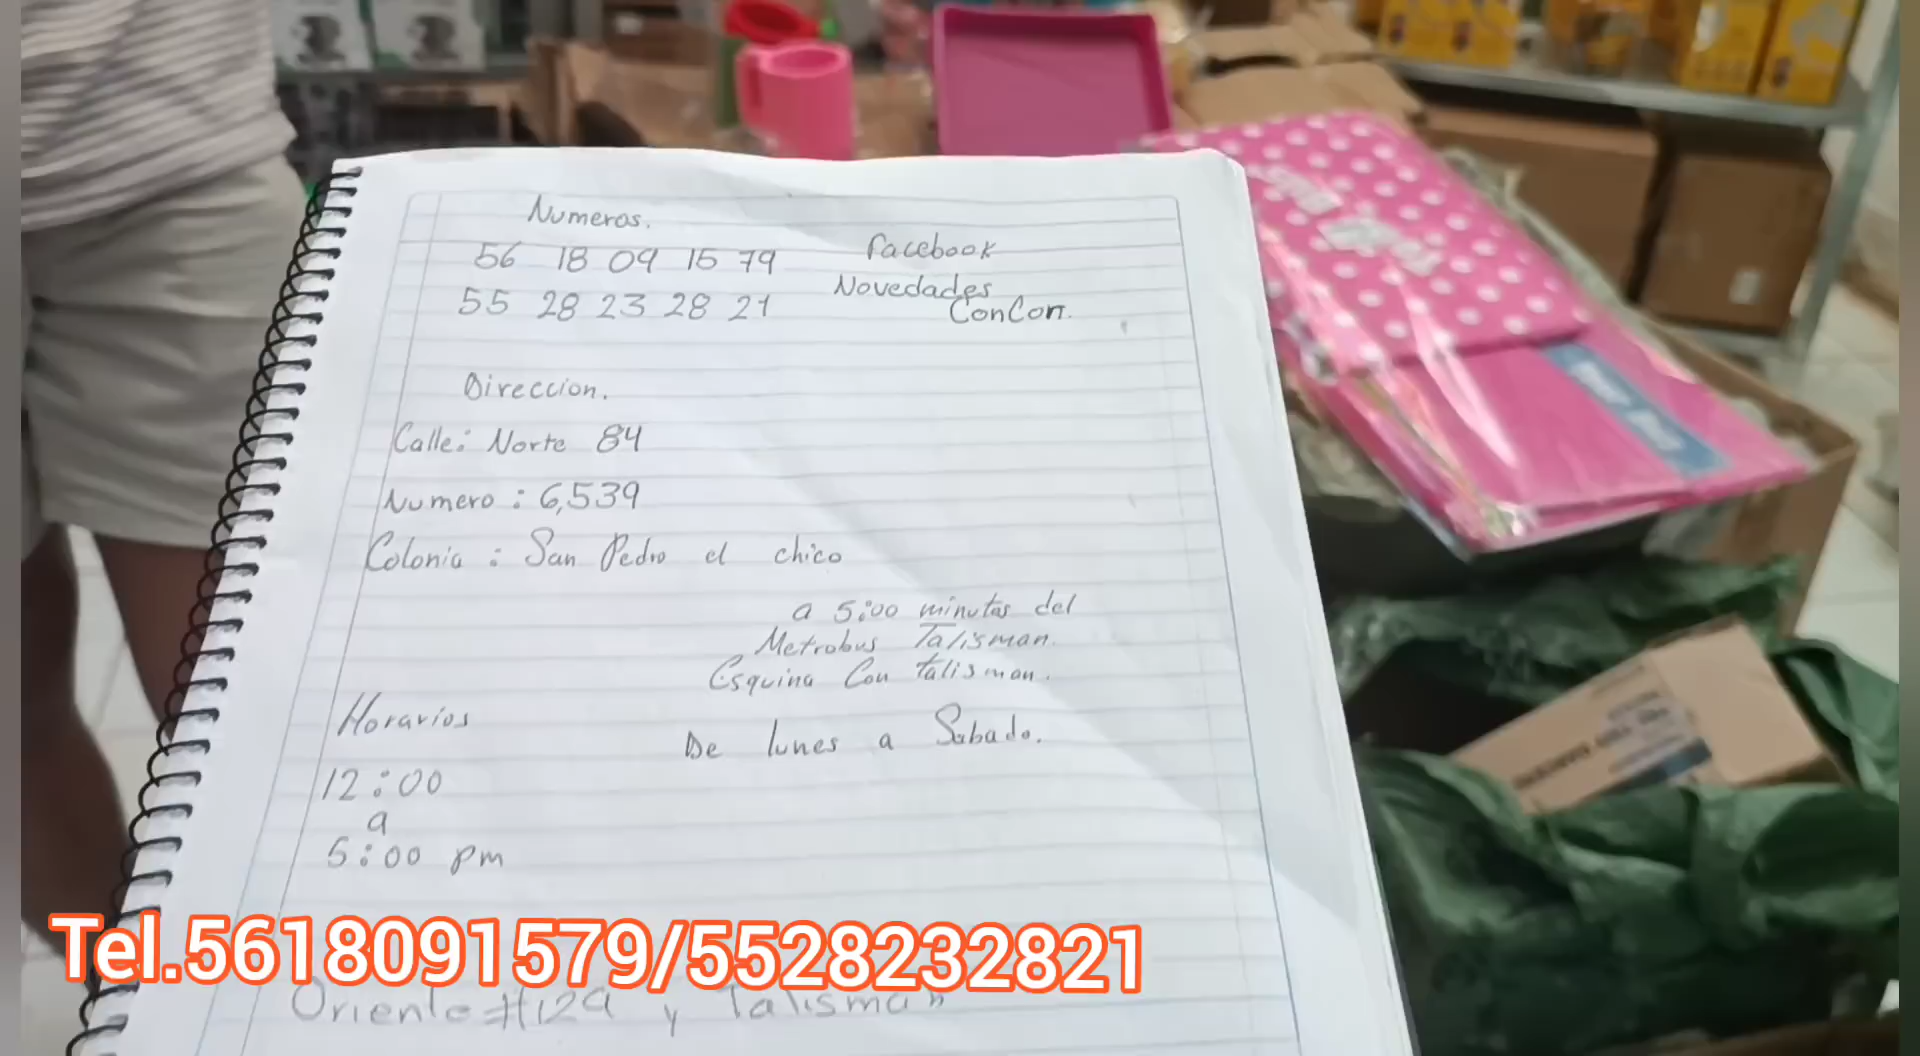 Numeros.
56 18 09 15 79
55 28 23 28 21
Facebook
Novedades
ConCon.
Direccion.
Calle: Norte 84
Numero: 6,539
Colonia: San Pedro el chico
a 5:00 minutos del
Metrobus Talisman.
Esquina Con talisman.
Horarios
De lunes a Sabado.
12:00
a
5:00 pm
Tel.5618091579/5528232821
Oriente #129 y Talisman